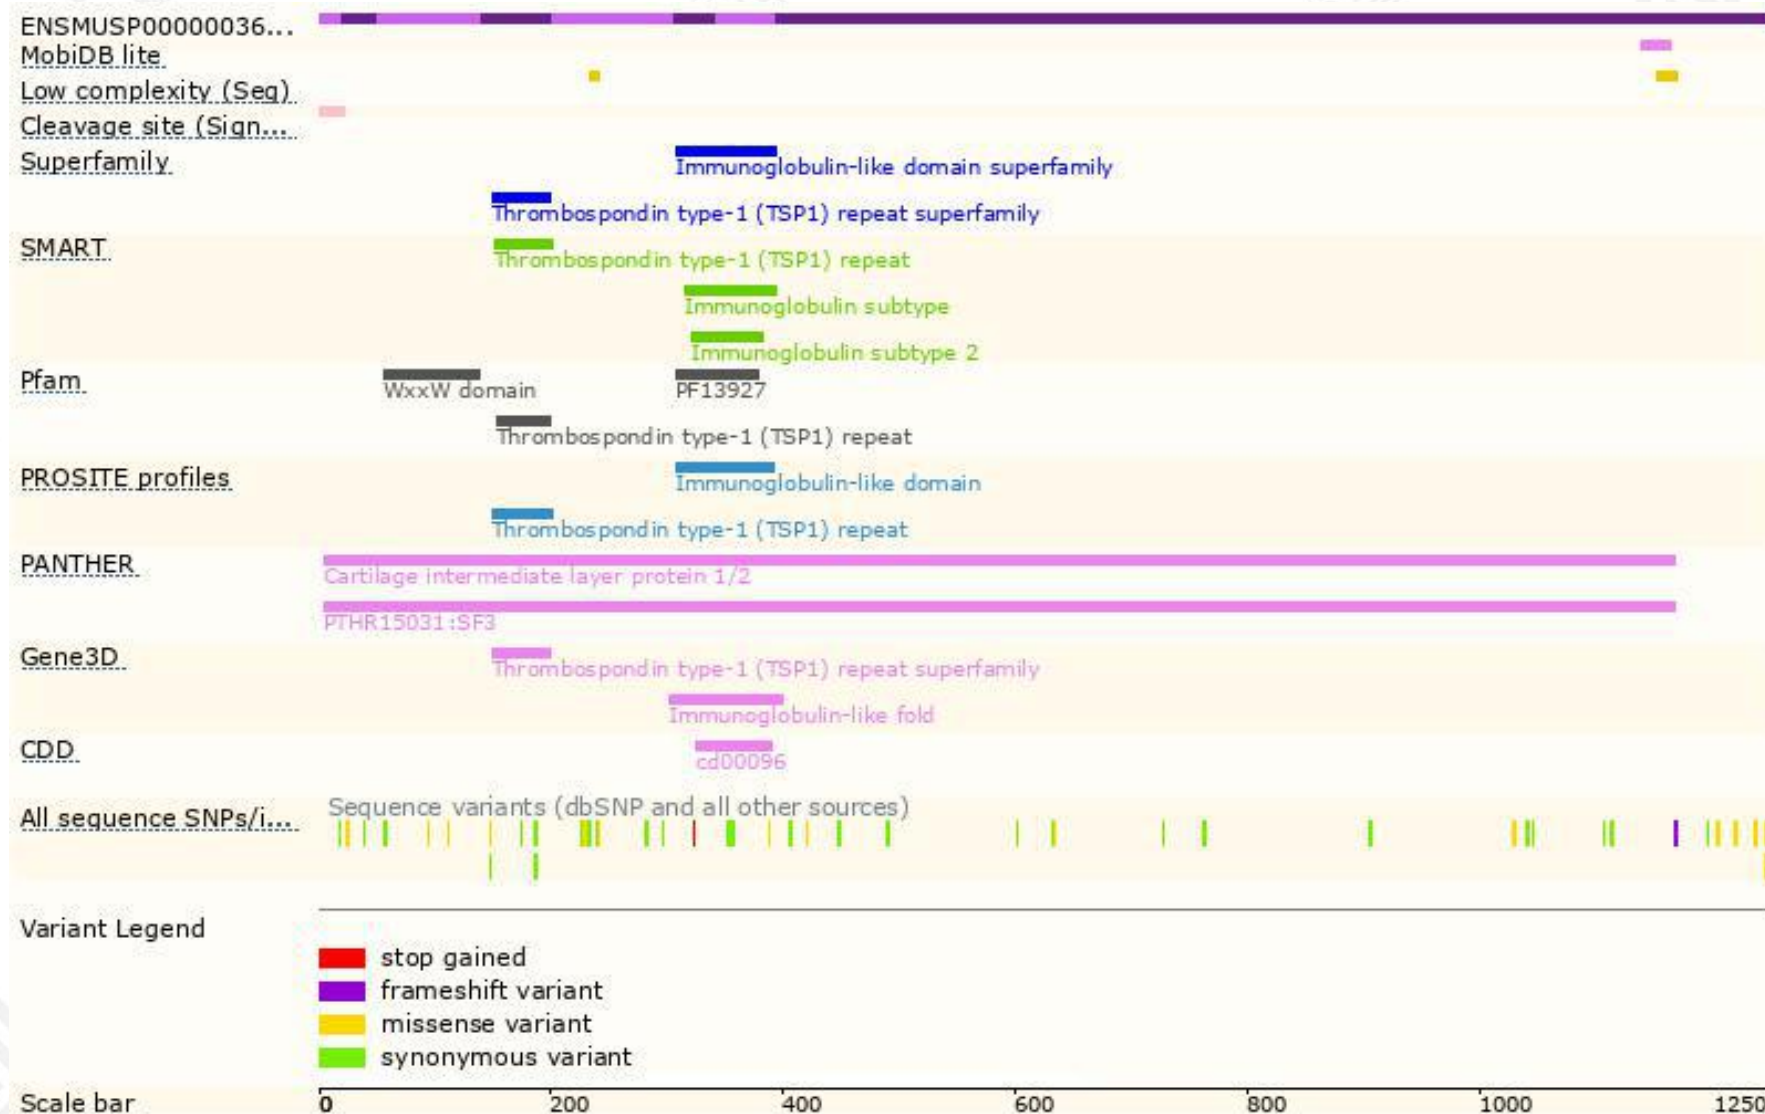 ENSMUSP00000036...
MobiDB lite
Low complexity (Seg)
Cleavage site (Sign...
Superfamily
Immunoglobulin-like domain superfamily
Thrombospondin type-1 (TSP1) repeat superfamily
SMART
Thrombospondin type-1 (TSP1) repeat
Immunoglobulin subtype
Immunoglobulin subtype 2
Pfam
WxxW domain PF13927
Thrombospondin type-1 (TSP1) repeat
PROSITE profiles
Immunoglobulin-like domain
Thrombospondin type-1 (TSP1) repeat
PANTHER
Cartilage intermediate layer protein 1/2
PTHR15031:SF3
Gene3D
Thrombospondin type-1 (TSP1) repeat superfamily
Immunoglobulin-like fold
CDD
cd00096
Sequence variants (dbSNP and all other sources)
All sequence SNPs/i...
Variant Legend
stop gained
frameshift variant
missense variant
synonymous variant
Scale bar 0 200 400 600 800 1000 1250